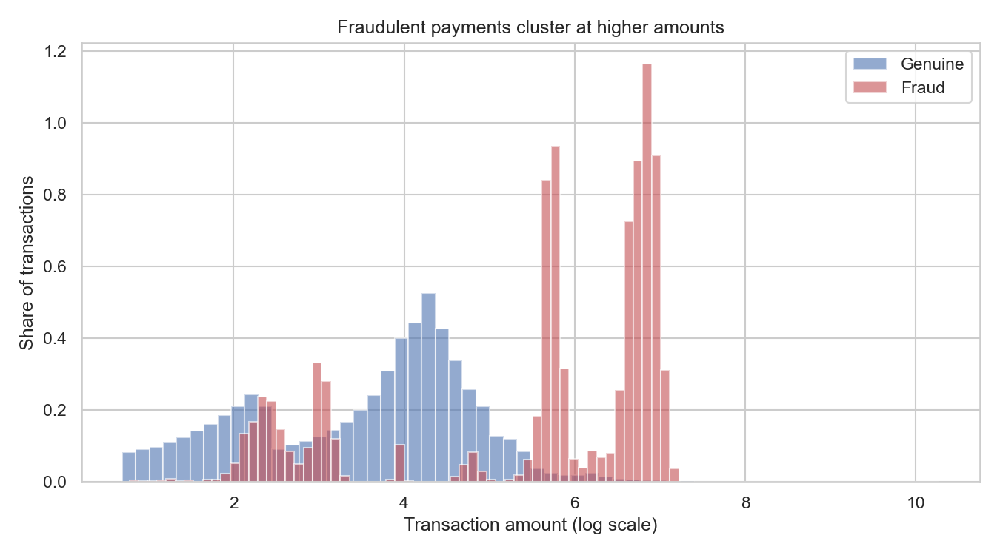 Fraudulent payments cluster at higher amounts
Genuine
Fraud
Share of transactions
1.2
1.0
0.8
0.6
0.4
0.2
0.0
2
4
6
8
10
Transaction amount (log scale)